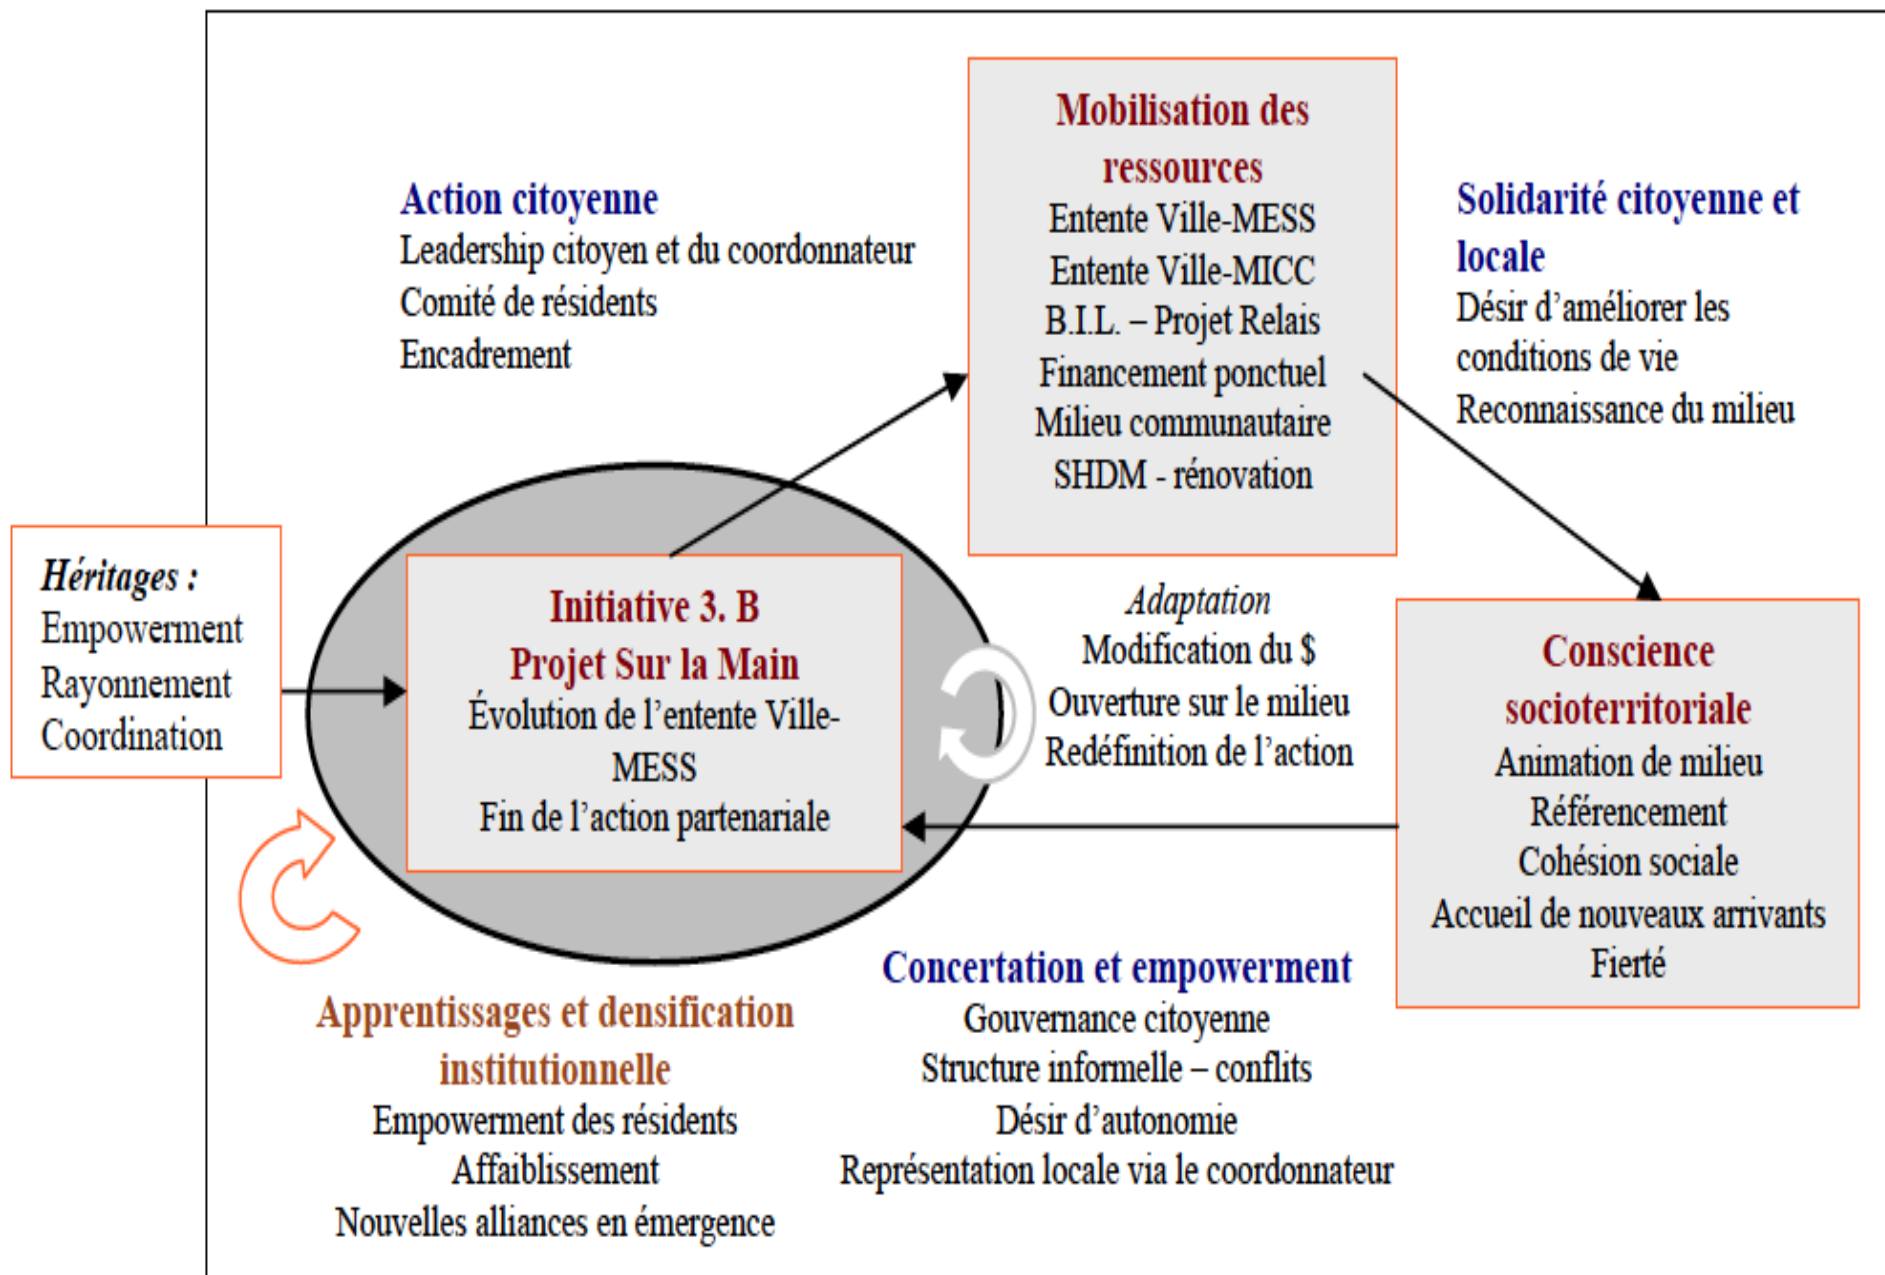 Mobilisation des
ressources
Entente Ville-MESS
Entente Ville-MICC
B.I.L. – Projet Relais
Financement ponctuel
Milieu communautaire
SHDM - rénovation
Action citoyenne
Leadership citoyen et du coordonnateur
Comité de résidents
Encadrement
Solidarité citoyenne et
locale
Désir d’améliorer les
conditions de vie
Reconnaissance du milieu
Héritages :
Empowerment
Rayonnement
Coordination
Initiative 3. B
Projet Sur la Main
Évolution de l’entente Ville-
MESS
Fin de l’action partenariale
Adaptation
Modification du $
Ouverture sur le milieu
Redéfinition de l’action
Conscience
socioterritoriale
Animation de milieu
Référencement
Cohésion sociale
Accueil de nouveaux arrivants
Fierté
Apprentissages et densification
institutionnelle
Empowerment des résidents
Affaiblissement
Nouvelles alliances en émergence
Concertation et empowerment
Gouvernance citoyenne
Structure informelle – conflits
Désir d’autonomie
Représentation locale via le coordonnateur